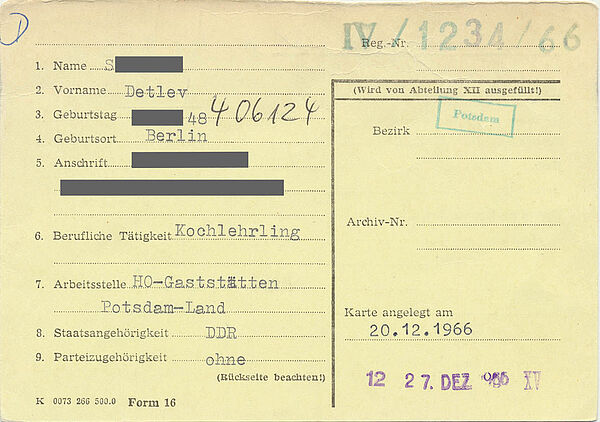 Reg.-Nr. IV/1234/66
1. Name S
2. Vorname Detlev
3. Geburtstag 48 406124
4. Geburtsort Berlin
5. Anschrift
6. Berufliche Tätigkeit Kochlehrling
7. Arbeitsstelle HO-Gaststätten
Potsdam-Land
8. Staatsangehörigkeit DDR
9. Parteizugehörigkeit ohne
(Rückseite beachten!)
K 0073 266 500.0 Form 16
(Wird von Abteilung XII ausgefüllt!)
Bezirk Potsdam
Archiv-Nr.
Karte angelegt am
20.12.1966
12 27. DEZ. XV